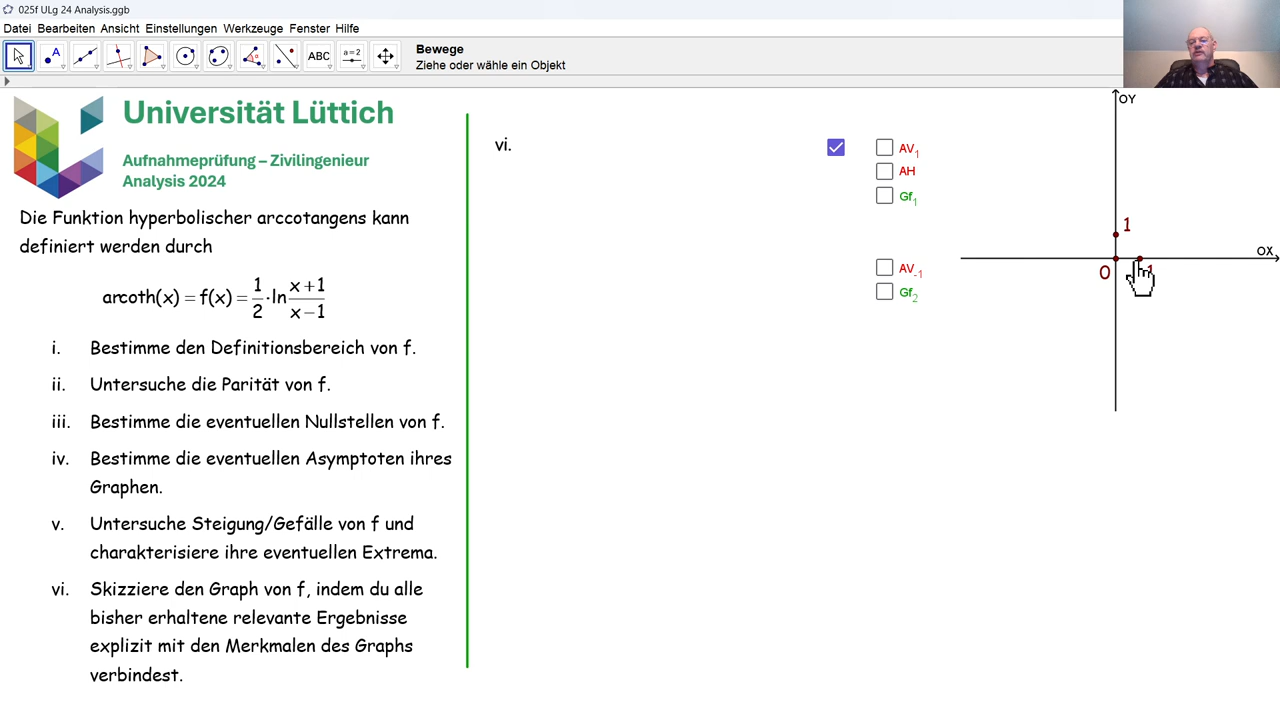 025f ULg 24 Analysis.ggb
Datei Bearbeiten Ansicht Einstellungen Werkzeuge Fenster Hilfe
A ABC a=2
Bewege
Ziehe oder wähle ein Objekt
Universität Lüttich
Aufnahmeprüfung – Zivilingenieur
Analysis 2024
Die Funktion hyperbolischer arccotangens kann
definiert werden durch
arcoth(x) = f(x) = 1/2 · ln (x+1)/(x−1)
i. Bestimme den Definitionsbereich von f.
ii. Untersuche die Parität von f.
iii. Bestimme die eventuellen Nullstellen von f.
iv. Bestimme die eventuellen Asymptoten ihres
Graphen.
v. Untersuche Steigung/Gefälle von f und
charakterisiere ihre eventuellen Extrema.
vi. Skizziere den Graph von f, indem du alle
bisher erhaltene relevante Ergebnisse
explizit mit den Merkmalen des Graphs
verbindest.
vi.
AV₁
AH
Gf₁
AV₋₁
Gf₂
OY
1
OX
0 1